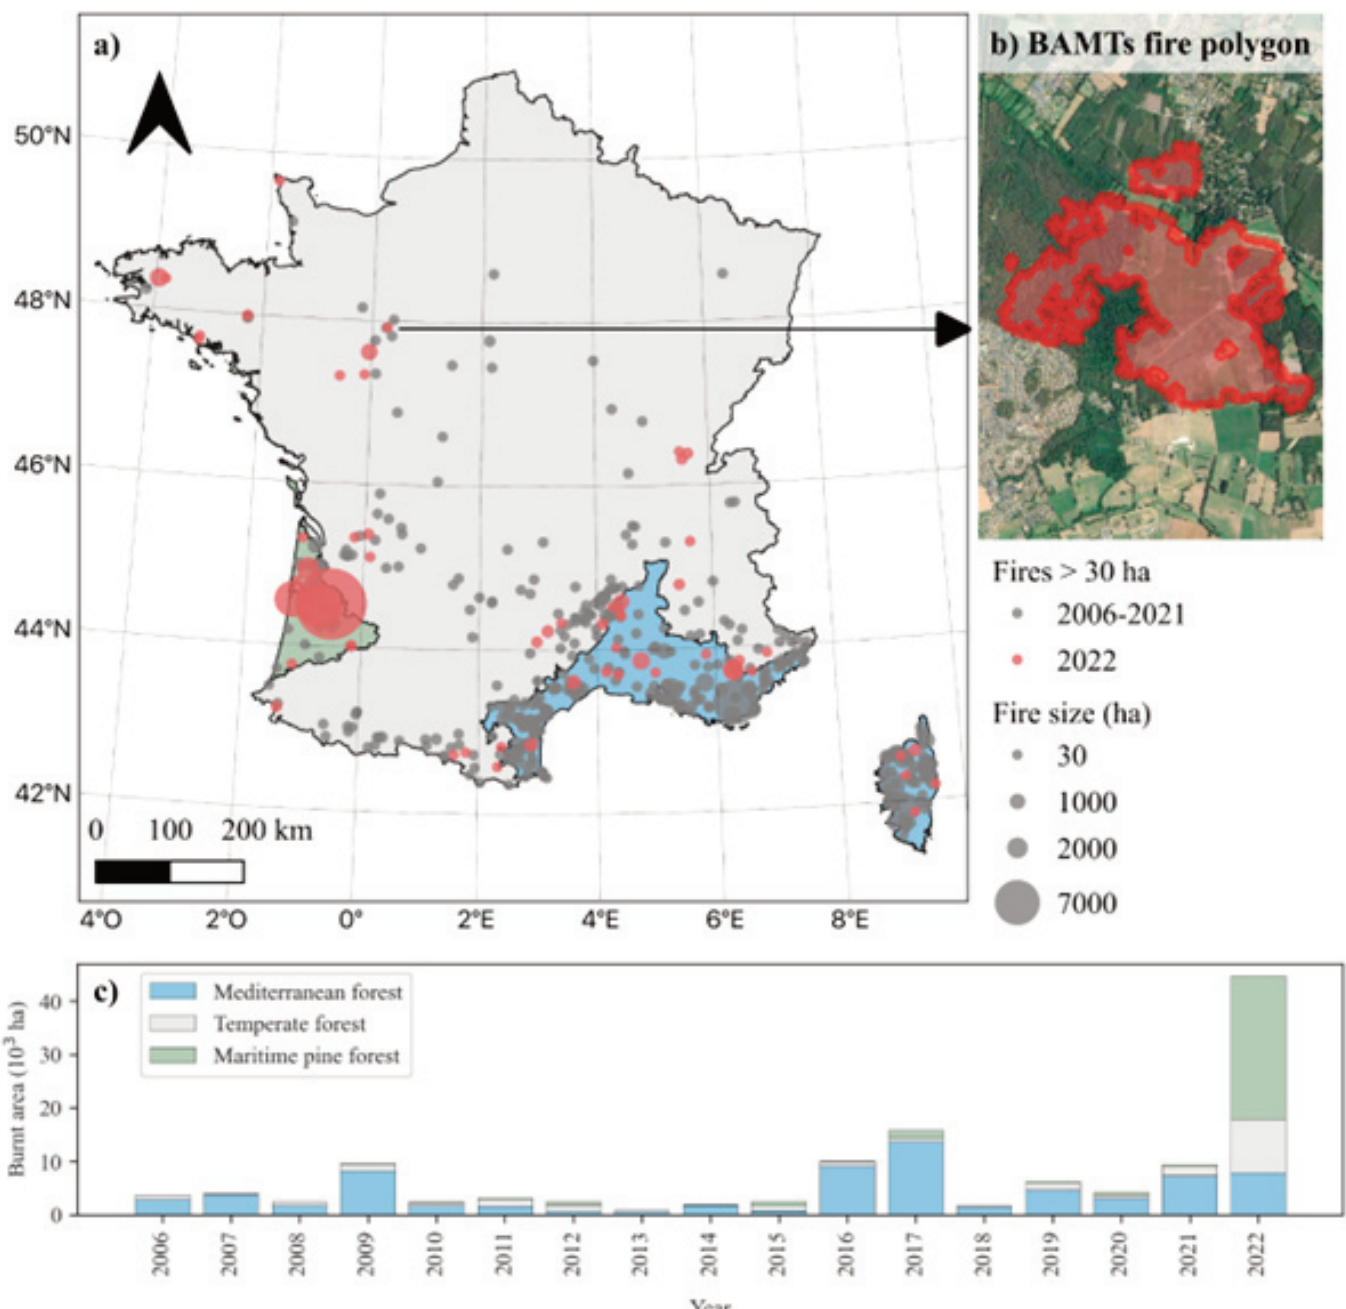 a)
b) BAMTs fire polygon
50°N
48°N
46°N
44°N
42°N
0 100 200 km
4°O 2°O 0° 2°E 4°E 6°E 8°E
Fires > 30 ha
2006-2021
2022
Fire size (ha)
30
1000
2000
7000
c)
Mediterranean forest
Temperate forest
Maritime pine forest
Burnt area (10³ ha)
40
30
20
10
0
2006 2007 2008 2009 2010 2011 2012 2013 2014 2015 2016 2017 2018 2019 2020 2021 2022
Year